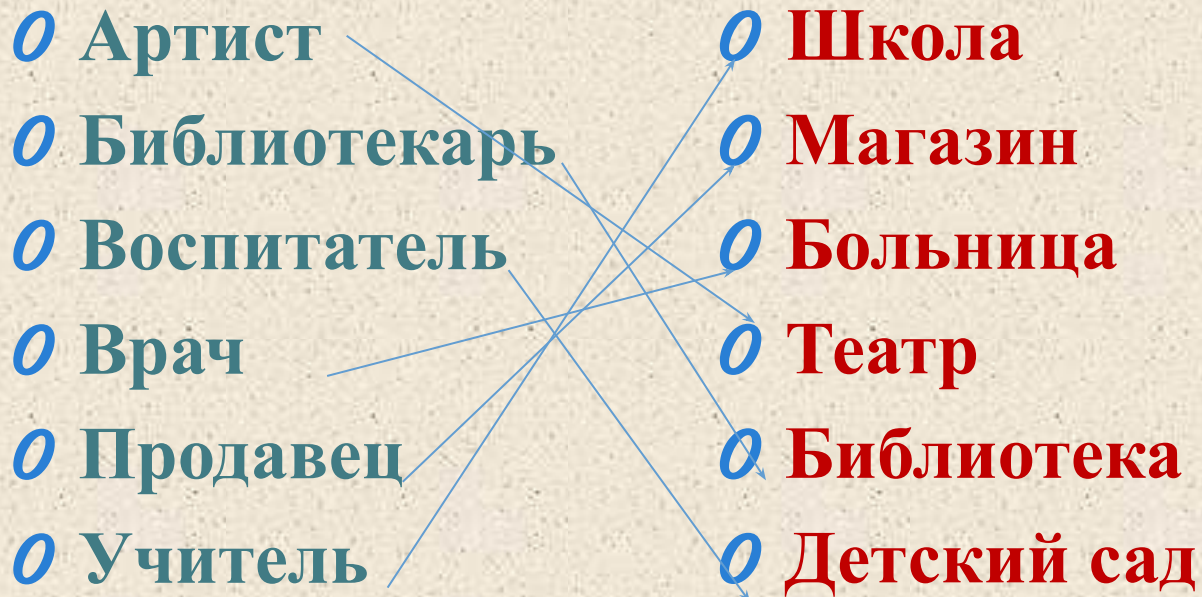 Артист
Библиотекарь
Воспитатель
Врач
Продавец
Учитель
Школа
Магазин
Больница
Театр
Библиотека
Детский сад